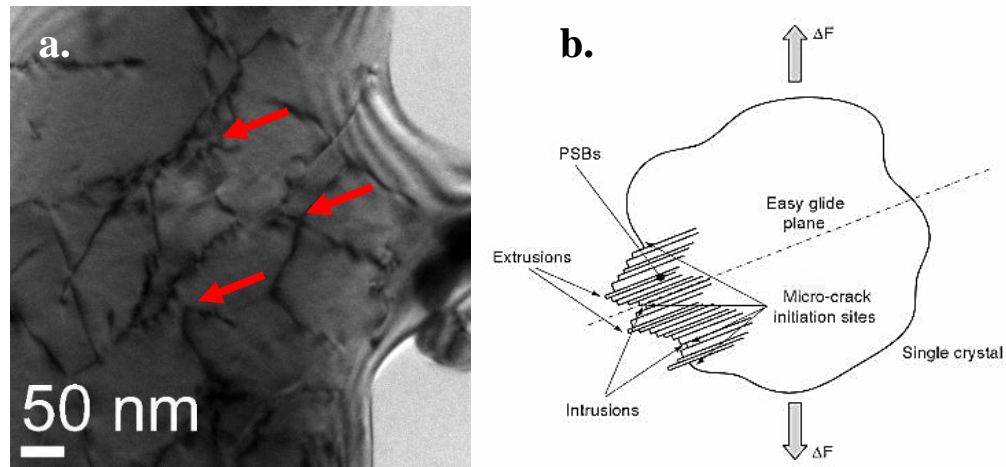 a.
50 nm
b.
ΔF
PSBs
Easy glide
plane
Extrusions
Micro-crack
initiation sites
Single crystal
Intrusions
ΔF